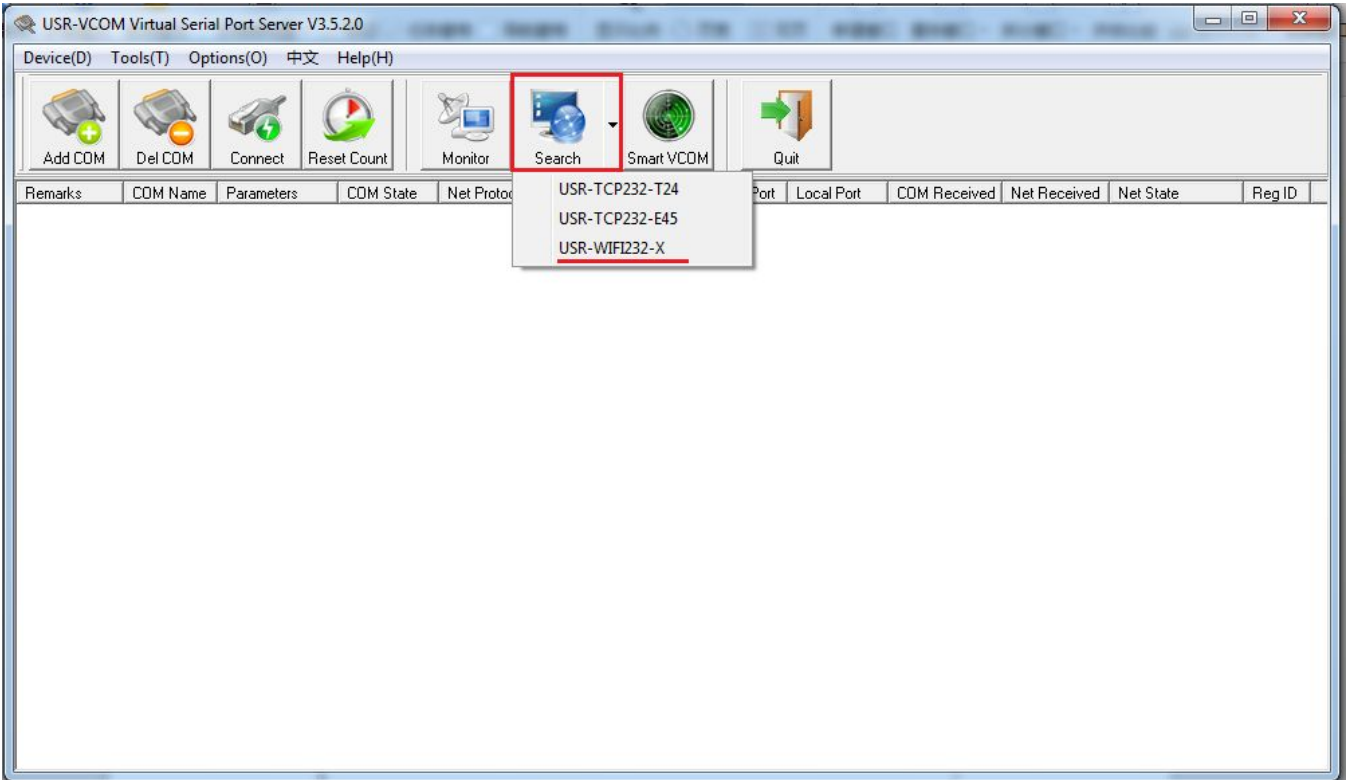 USR-VCOM Virtual Serial Port Server V3.5.2.0
Device(D) Tools(T) Options(O) 中文 Help(H)
Add COM Del COM Connect Reset Count Monitor Search Smart VCOM Quit
Remarks COM Name Parameters COM State Net Port Local Port COM Received Net Received Net State Reg ID
USR-TCP232-T24
USR-TCP232-E45
USR-WIFI232-X